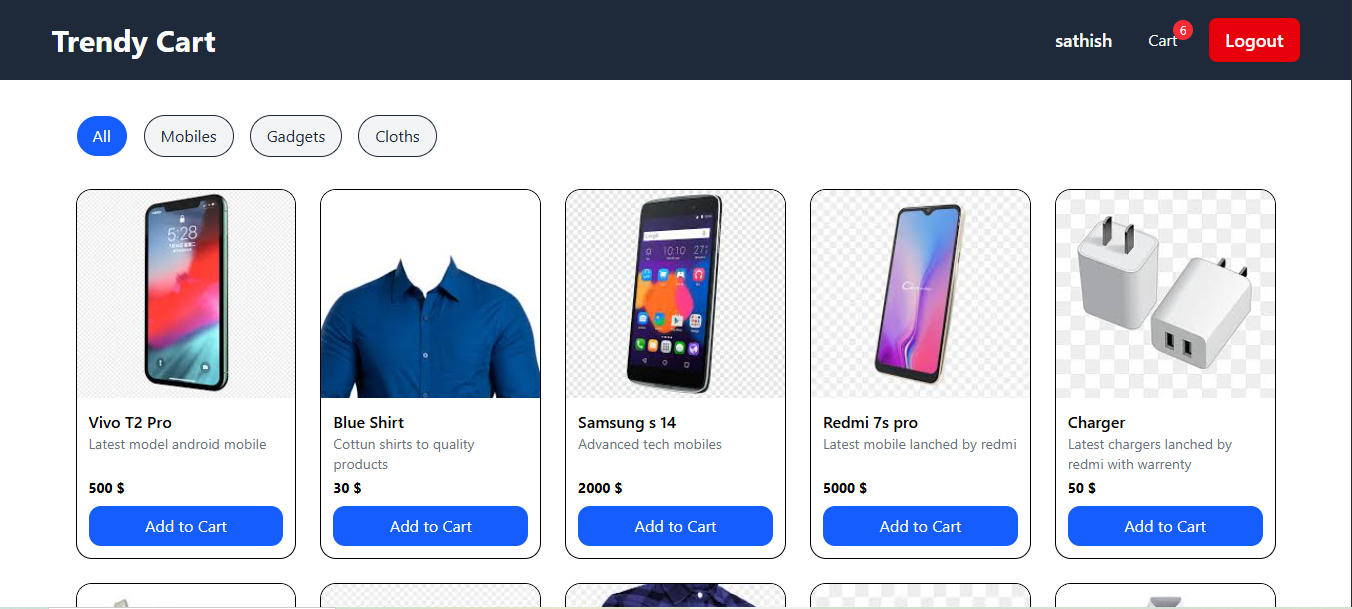 Trendy Cart
sathish
Cart
6
Logout
All
Mobiles
Gadgets
Cloths
5:28
10:10
27°
Vivo T2 Pro
Latest model android mobile
500 $
Add to Cart
Blue Shirt
Cottun shirts to quality
products
30 $
Add to Cart
Samsung s 14
Advanced tech mobiles
2000 $
Add to Cart
Redmi 7s pro
Latest mobile lanched by redmi
5000 $
Add to Cart
Charger
Latest chargers lanched by
redmi with warrenty
50 $
Add to Cart